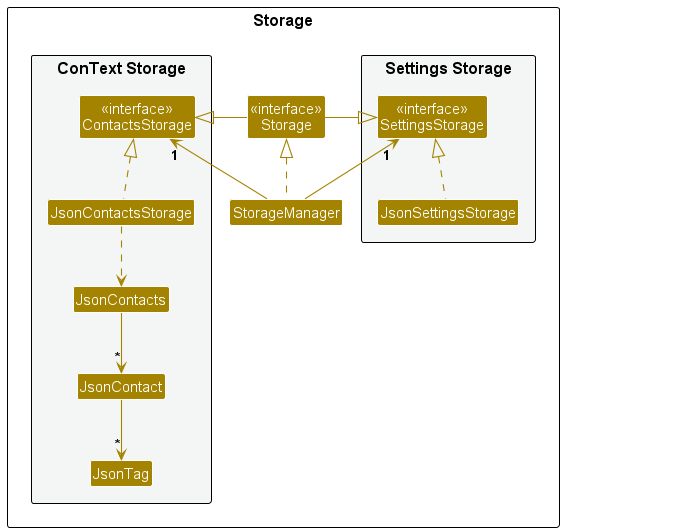 Storage
ConText Storage
Settings Storage
«interface»
ContactsStorage
«interface»
Storage
«interface»
SettingsStorage
1
1
JsonContactsStorage
StorageManager
JsonSettingsStorage
JsonContacts
*
JsonContact
*
JsonTag